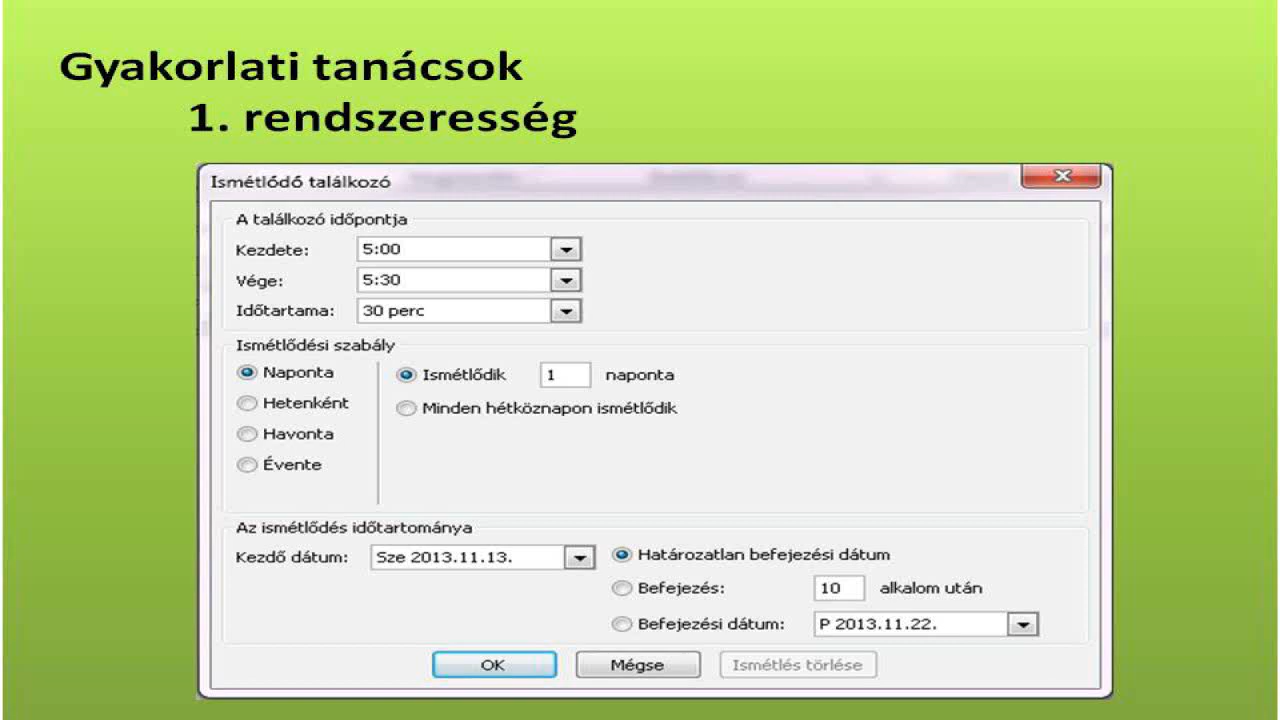 Gyakorlati tanácsok
1. rendszeresség
Ismétlődő találkozó
A találkozó időpontja
Kezdete: 5:00
Vége: 5:30
Időtartama: 30 perc
Ismétlődési szabály
Naponta
Ismétlődik 1 naponta
Hetenként
Minden hétköznapon ismétlődik
Havonta
Évente
Az ismétlődés időtartománya
Kezdő dátum: Sze 2013.11.13.
Határozatlan befejezési dátum
Befejezés: 10 alkalom után
Befejezési dátum: P 2013.11.22.
OK Mégse Ismétlés törlése